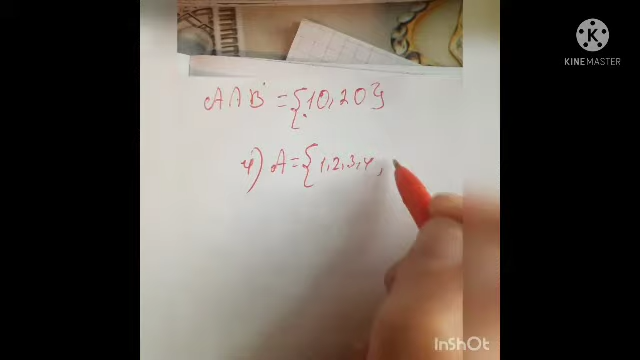 A∩B = {10, 20}
4) A = {1, 2, 3, 4,
K
KINEMASTER
InShOt